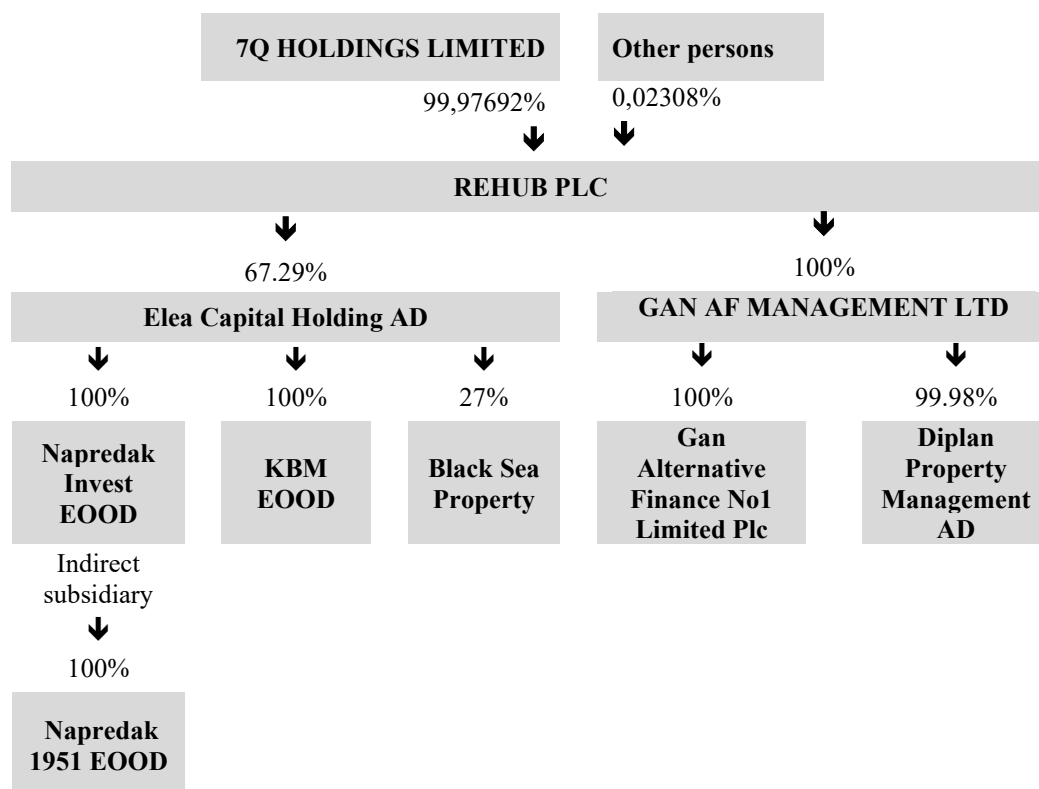 7Q HOLDINGS LIMITED
Other persons
99,97692%
0,02308%
REHUB PLC
67.29%
100%
Elea Capital Holding AD
GAN AF MANAGEMENT LTD
100%
100%
27%
100%
99.98%
Napredak
Invest
EOOD
KBM
EOOD
Black Sea
Property
Gan
Alternative
Finance No1
Limited Plc
Diplan
Property
Management
AD
Indirect
subsidiary
100%
Napredak
1951 EOOD